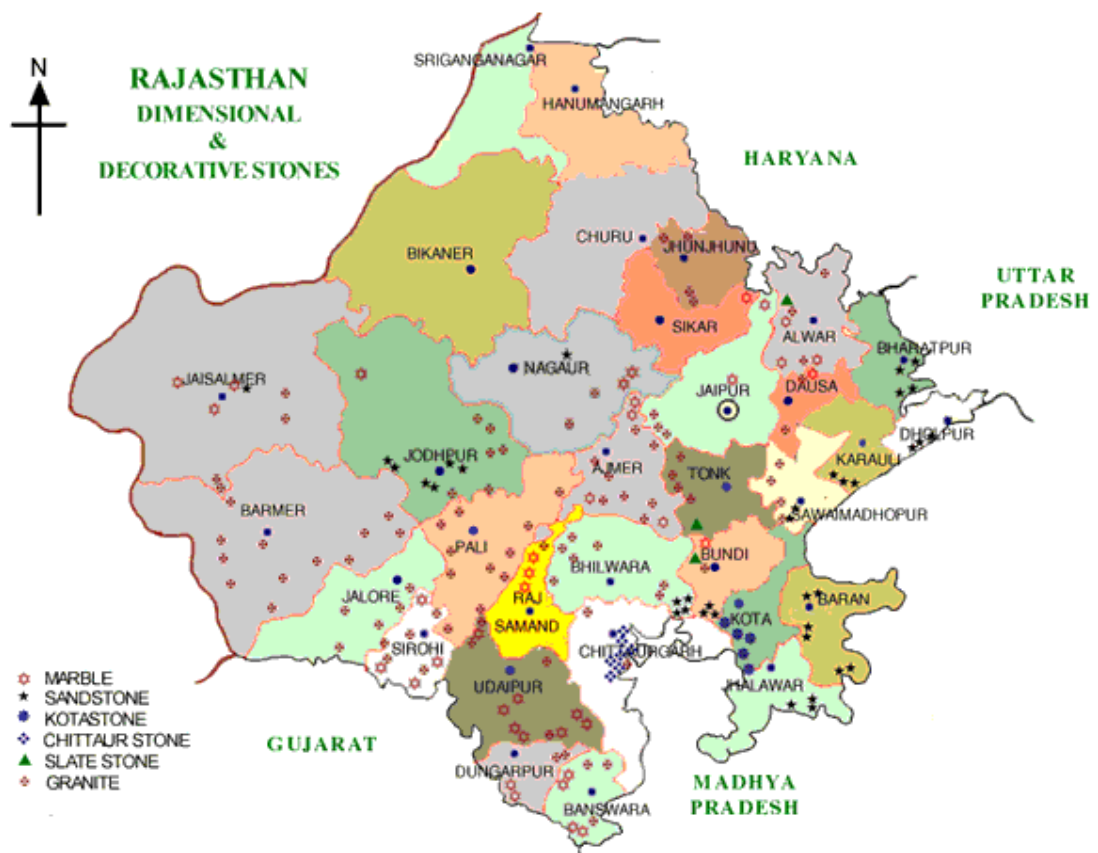 N
RAJASTHAN
DIMENSIONAL
&
DECORATIVE STONES
SRIGANGANAGAR
HANUMANGARH
HARYANA
CHURU
JHUNJHUNU
BIKANER
UTTAR
PRADESH
SIKAR
ALWAR
BHARATPUR
NAGAUR
JAISALMER
JAIPUR
DAUSA
DHOLPUR
JODHPUR
AJMER
TONK
KARAULI
BARMER
SAWAIMADHOPUR
PALI
BUNDI
BHILWARA
JALORE
RAJ
SAMAND
BARAN
KOTA
SIROHI
CHITTAURGARH
UDAIPUR
JHALAWAR
MARBLE
SANDSTONE
KOTASTONE
CHITTAUR STONE
SLATE STONE
GRANITE
GUJARAT
DUNGARPUR
BANSWARA
MADHYA
PRADESH